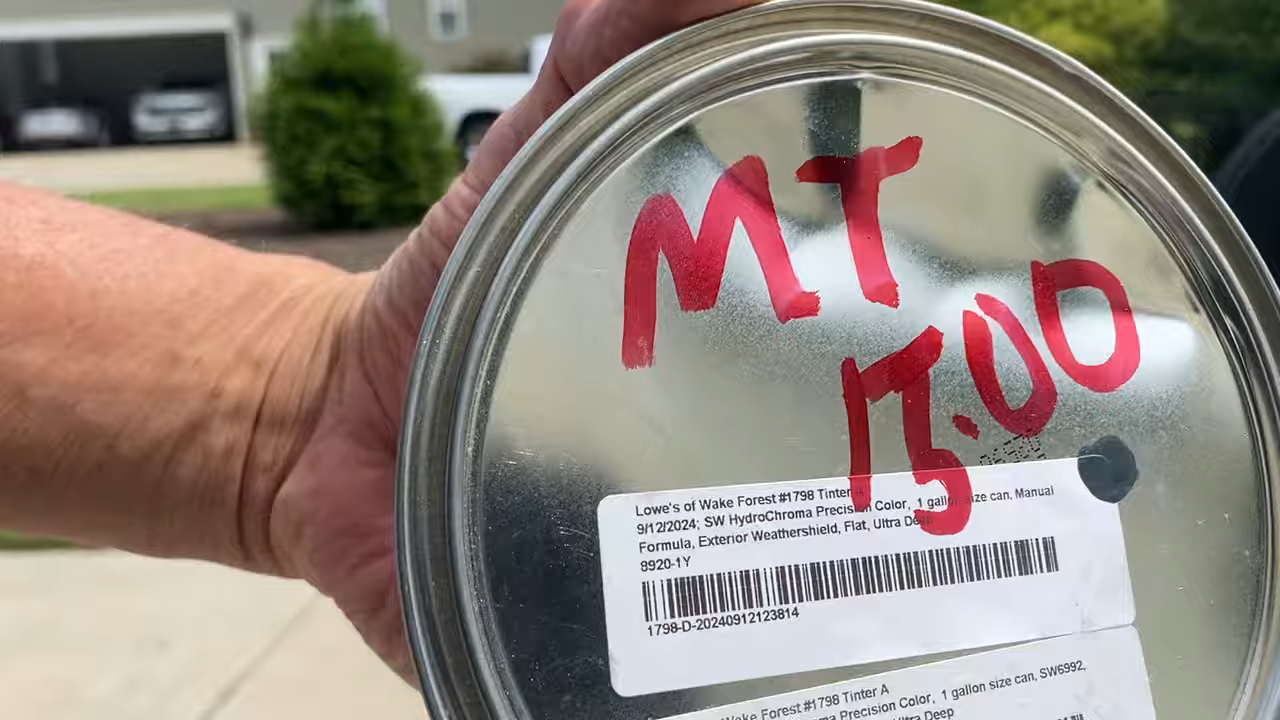 MT
15.00
Lowe's of Wake Forest #1798 Tinter A
9/12/2024; SW HydroChroma Precision Color, 1 gallon size can, Manual
Formula, Exterior Weathershield, Flat, Ultra Deep
8920-1Y
1798-D-20240912123814
Wake Forest #1798 Tinter A
Precision Color, 1 gallon size can, SW6992,
Ultra Deep